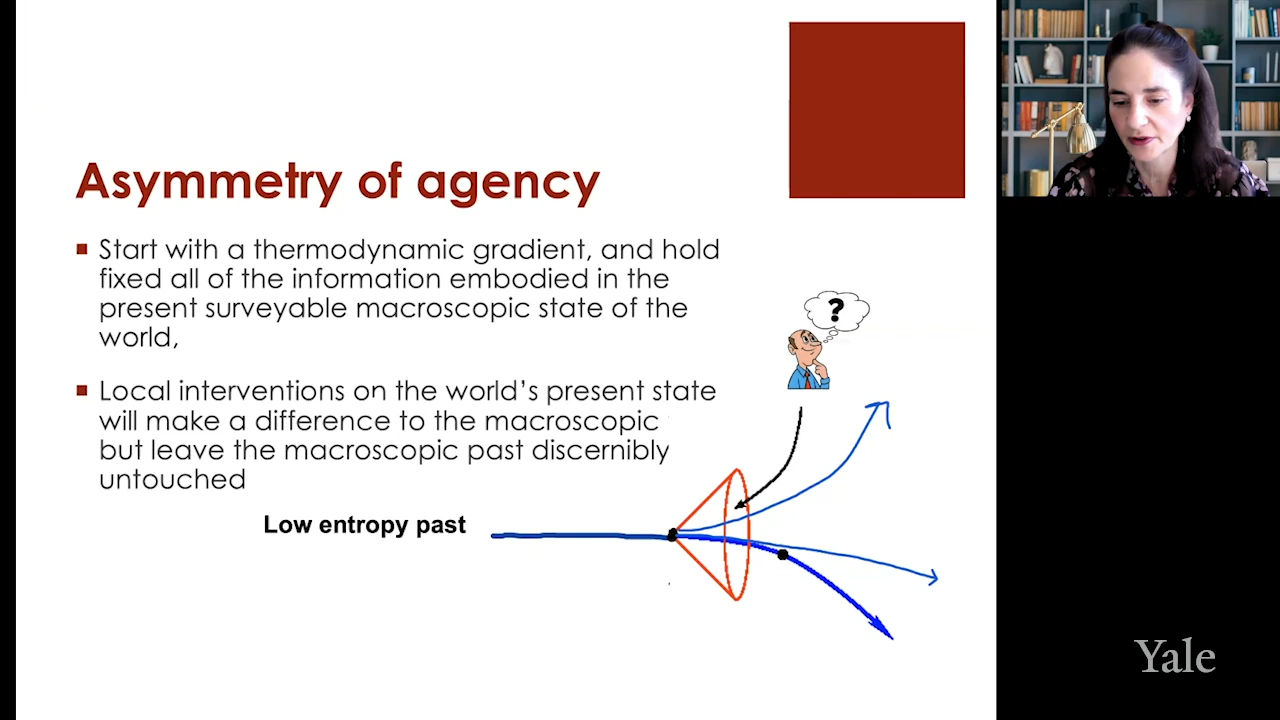 Asymmetry of agency
Start with a thermodynamic gradient, and hold
fixed all of the information embodied in the
present surveyable macroscopic state of the
world,
Local interventions on the world's present state
will make a difference to the macroscopic
but leave the macroscopic past discernibly
untouched
?
Low entropy past
Yale